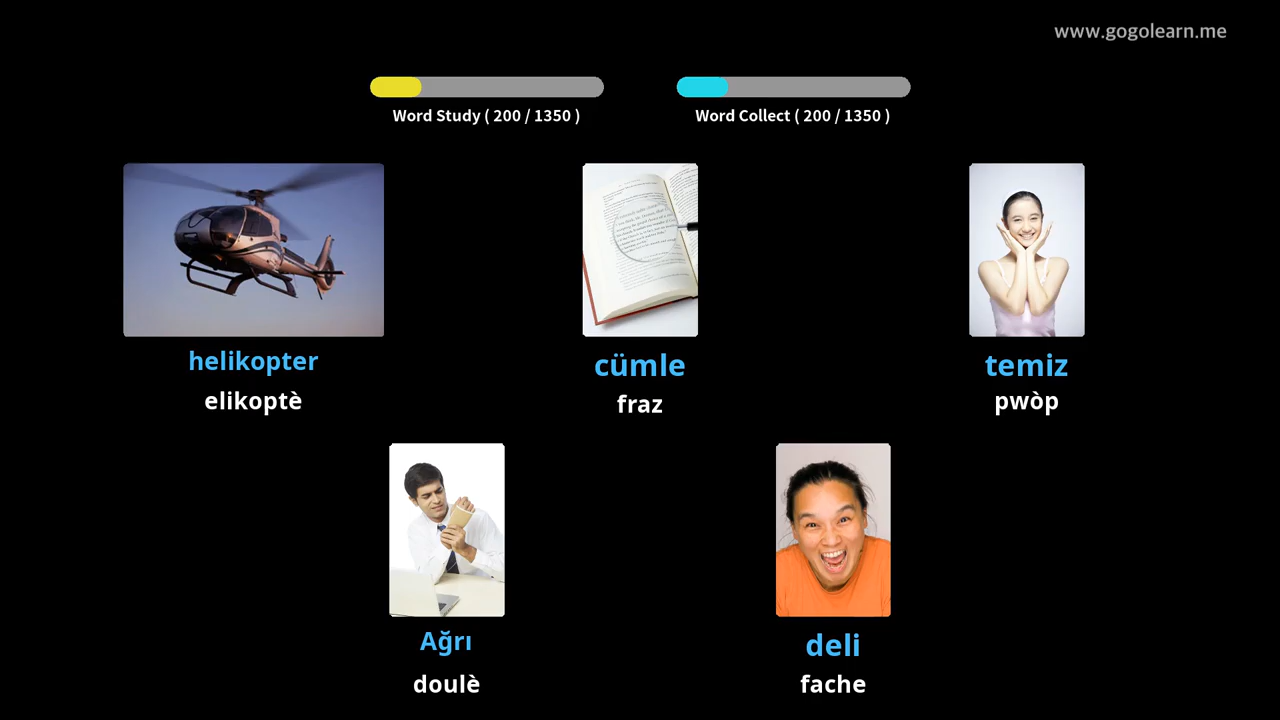 www.gogolearn.me
Word Study ( 200 / 1350 )
Word Collect ( 200 / 1350 )
helikopter
elikoptè
cümle
fraz
temiz
pwòp
Ağrı
doulè
deli
fache